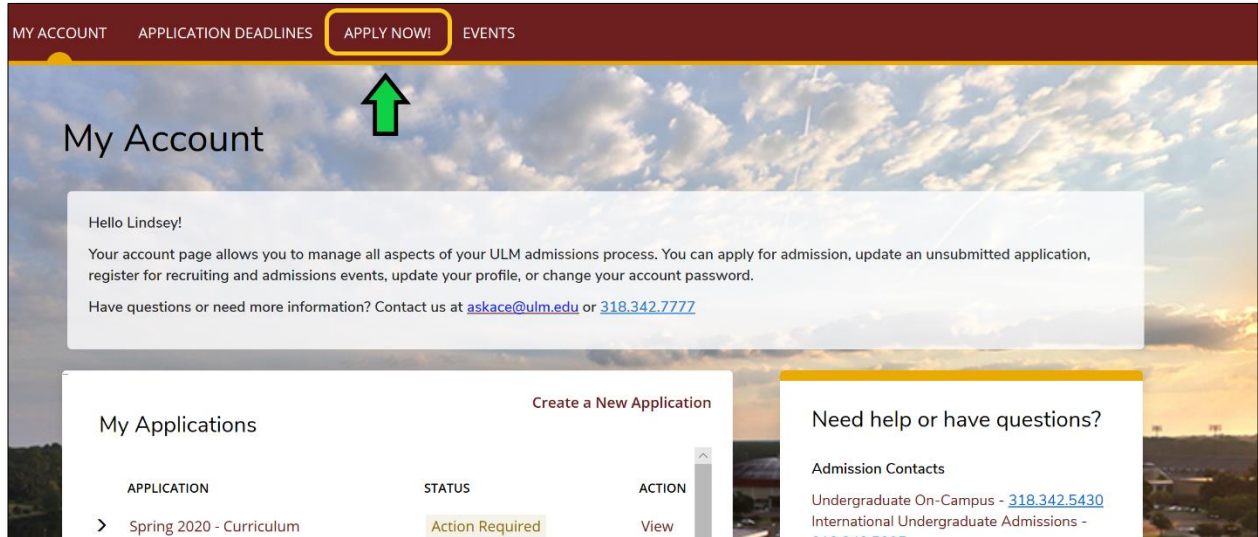 MY ACCOUNT
APPLICATION DEADLINES
APPLY NOW!
EVENTS
My Account
Hello Lindsey!
Your account page allows you to manage all aspects of your ULM admissions process. You can apply for admission, update an unsubmitted application,
register for recruiting and admissions events, update your profile, or change your account password.
Have questions or need more information? Contact us at askace@ulm.edu or 318.342.7777
Create a New Application
My Applications
APPLICATION STATUS ACTION
Spring 2020 - Curriculum Action Required View
Need help or have questions?
Admission Contacts
Undergraduate On-Campus - 318.342.5430
International Undergraduate Admissions -